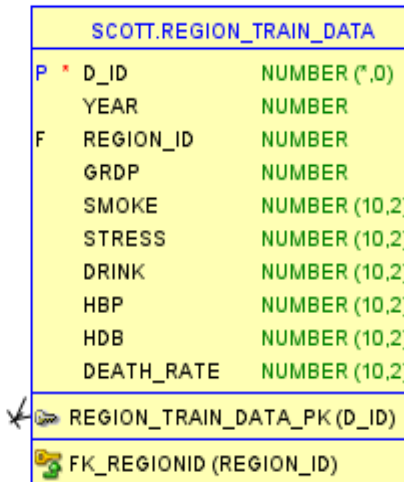 SCOTT.REGION_TRAIN_DATA
P * D_ID NUMBER (*,0)
YEAR NUMBER
F REGION_ID NUMBER
GRDP NUMBER
SMOKE NUMBER (10,2)
STRESS NUMBER (10,2)
DRINK NUMBER (10,2)
HBP NUMBER (10,2)
HDB NUMBER (10,2)
DEATH_RATE NUMBER (10,2)
REGION_TRAIN_DATA_PK (D_ID)
FK_REGIONID (REGION_ID)